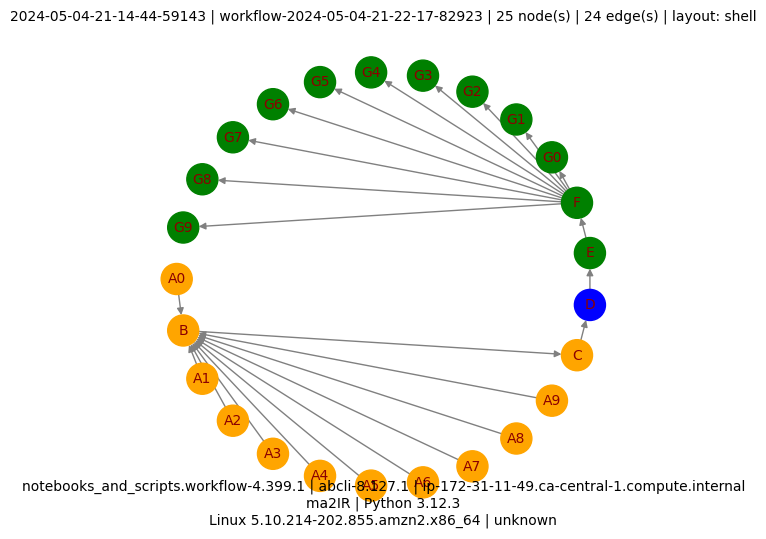 2024-05-04-21-14-44-59143 | workflow-2024-05-04-21-22-17-82923 | 25 node(s) | 24 edge(s) | layout: shell
G4
G3
G5
G2
G6
G1
G7
G0
G8
F
G9
E
A0
D
B
C
A1
A9
A2
A8
A3
A7
A4
A6
A5
notebooks_and_scripts.workflow-4.399.1 | abcli-8.127.1 | ip-172-31-11-49.ca-central-1.compute.internal
ma2IR | Python 3.12.3
Linux 5.10.214-202.855.amzn2.x86_64 | unknown